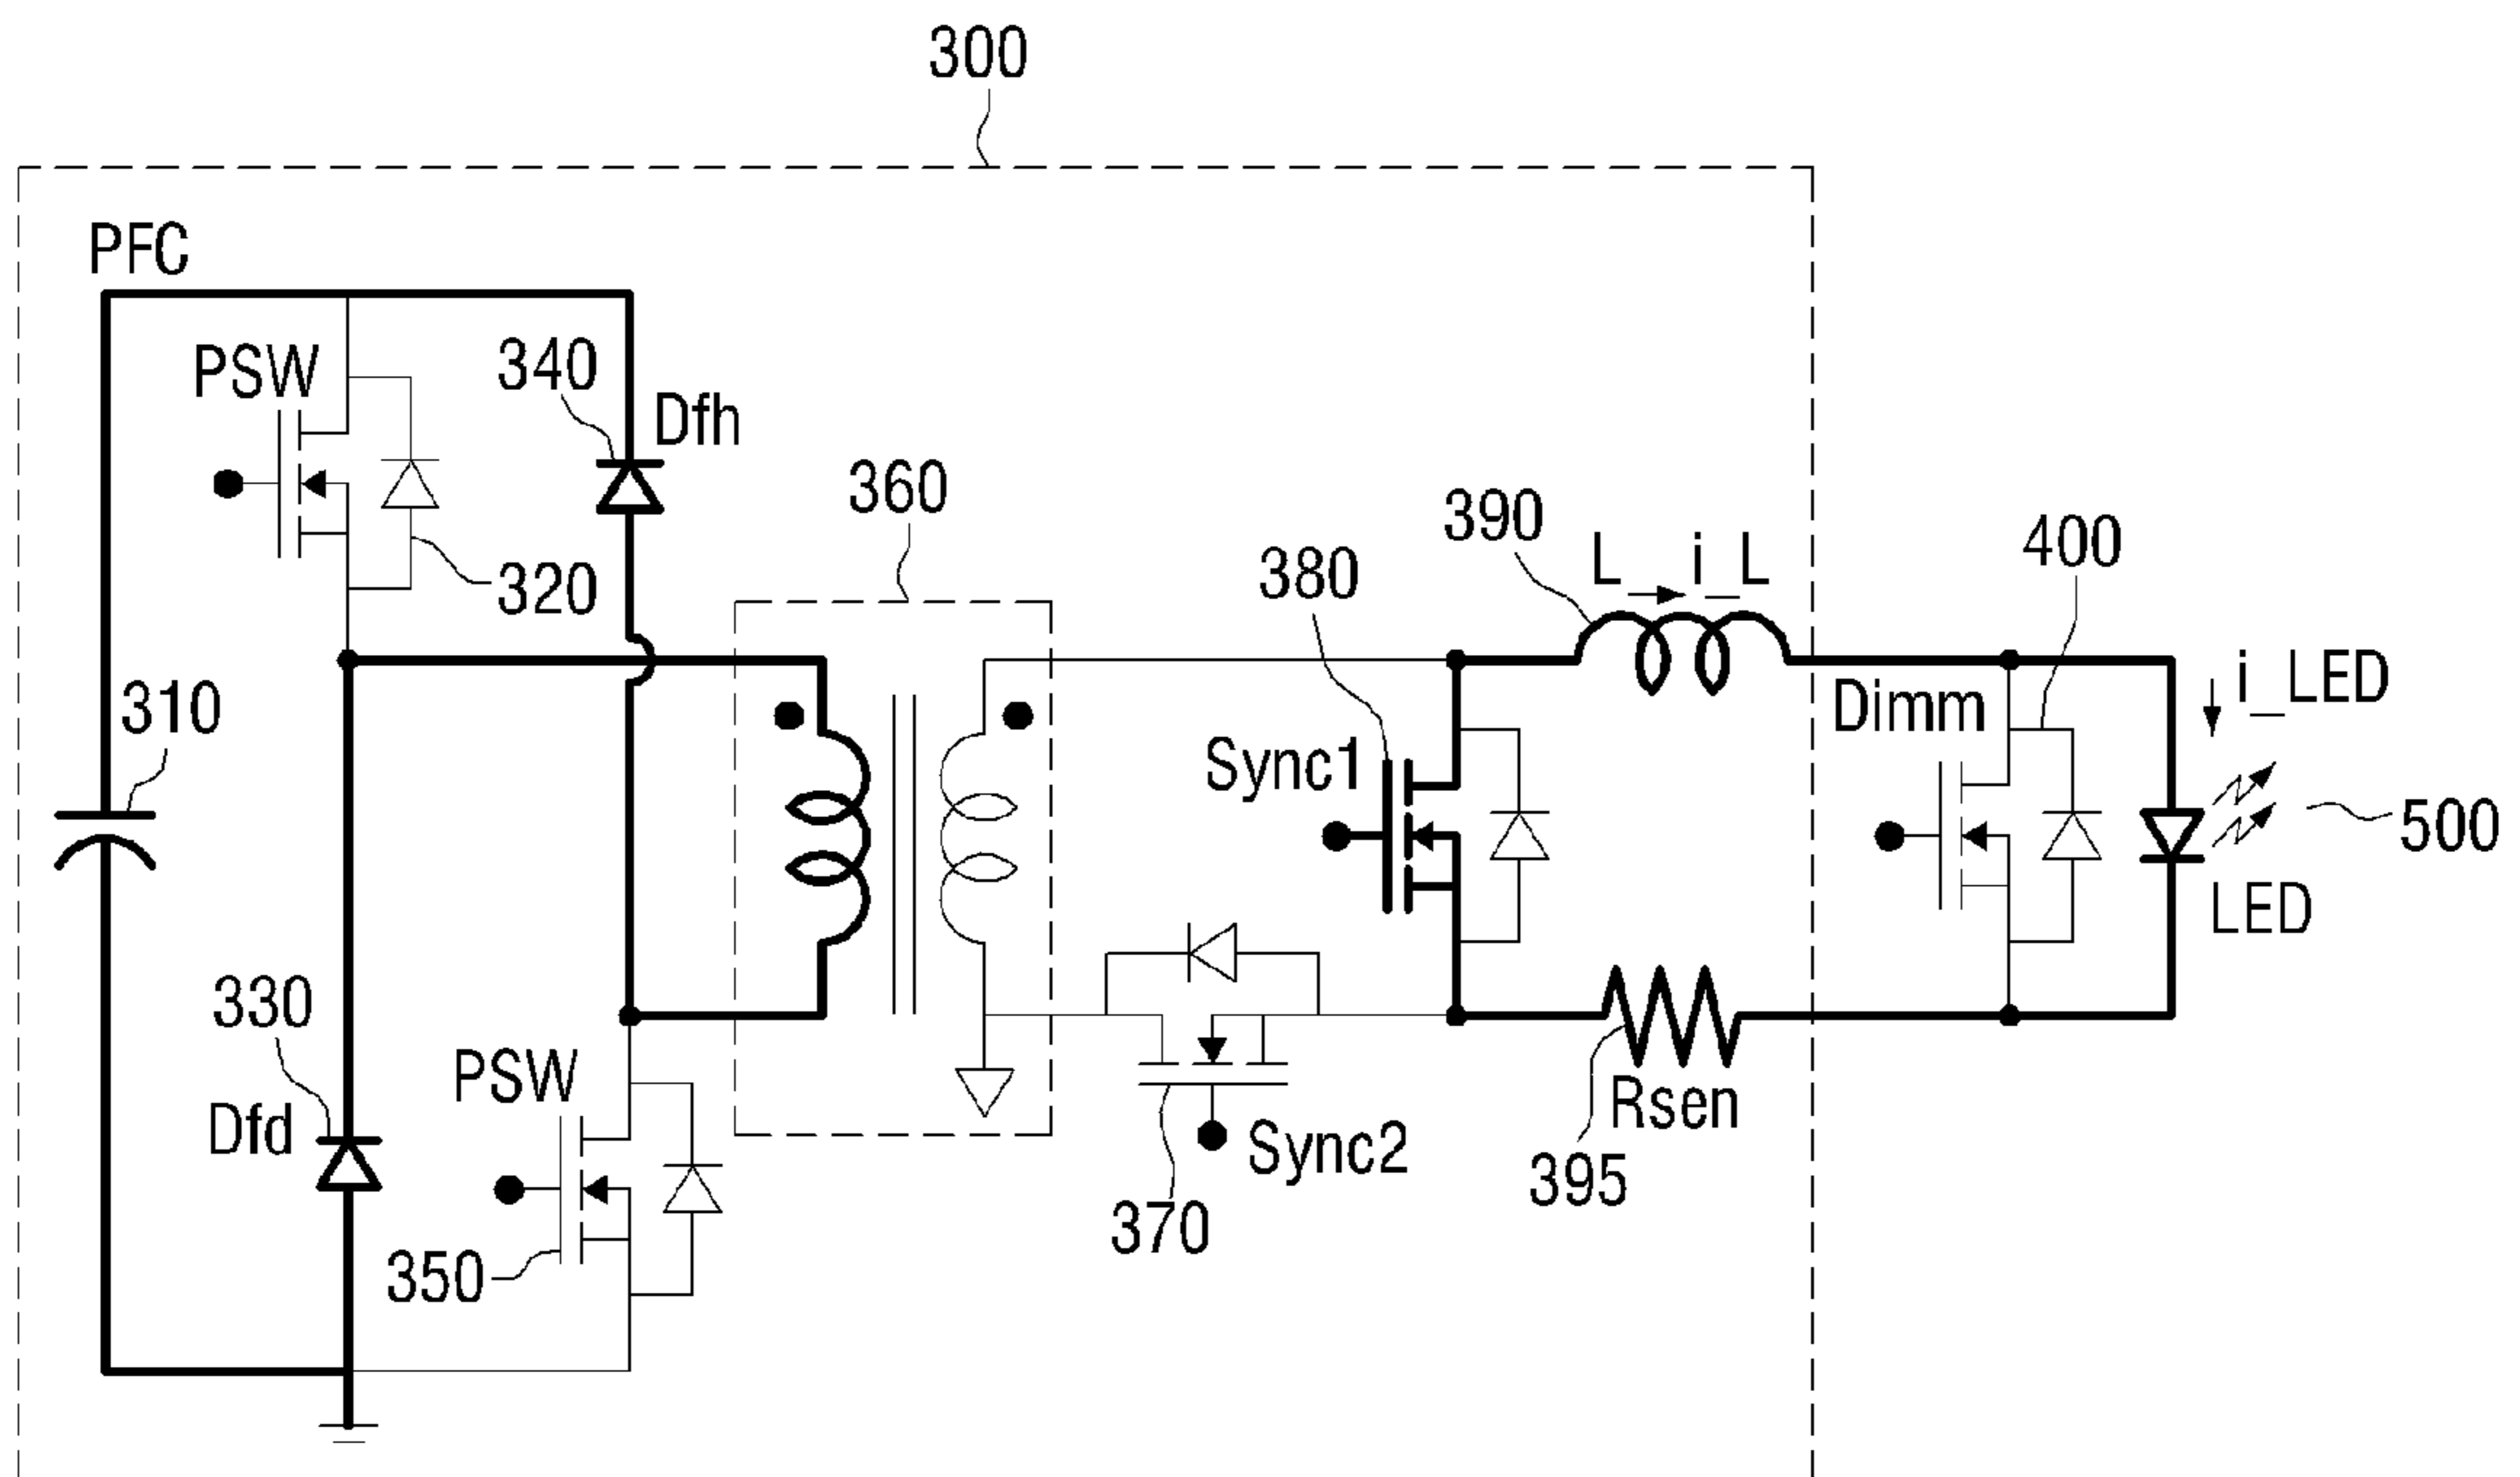 300
PFC
PSW
340
Dfh
320
360
390
L
i_L
400
380
310
Dimm
i_LED
Sync1
500
LED
330
Dfd
PSW
350
Rsen
Sync2
395
370